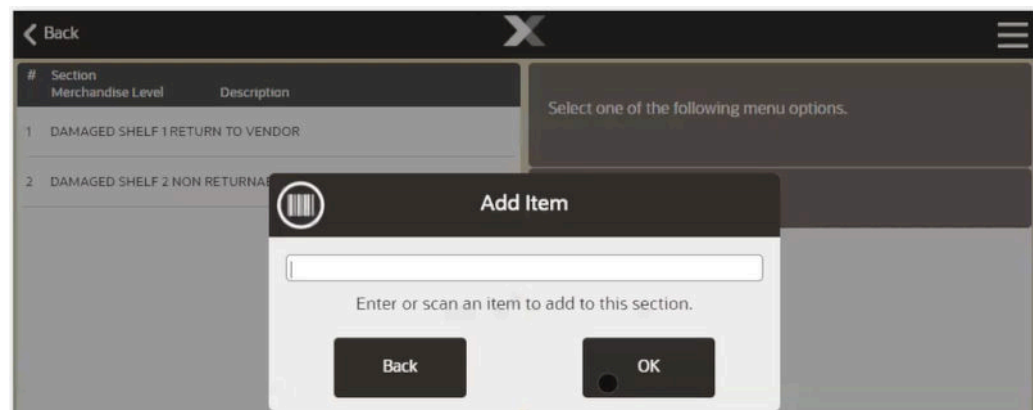 Back
# Section
Merchandise Level Description
1 DAMAGED SHELF 1 RETURN TO VENDOR
2 DAMAGED SHELF 2 NON
Select one of the following menu options.
Add Item
Enter or scan an item to add to this section.
Back
OK